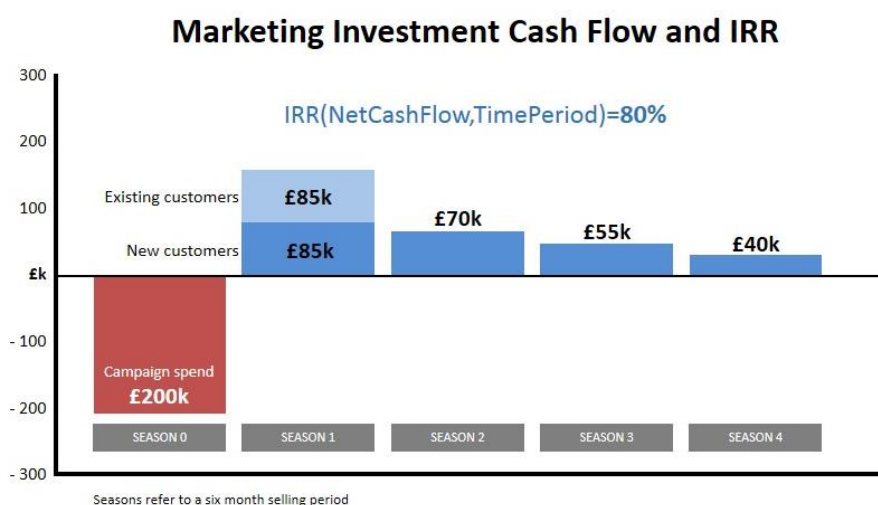 Marketing Investment Cash Flow and IRR
300
IRR(NetCashFlow,TimePeriod)=80%
200
Existing customers £85k
100
£70k
New customers £85k
£55k
£40k
£k
- 100
Campaign spend
£200k
- 200
SEASON 0 SEASON 1 SEASON 2 SEASON 3 SEASON 4
- 300
Seasons refer to a six month selling period